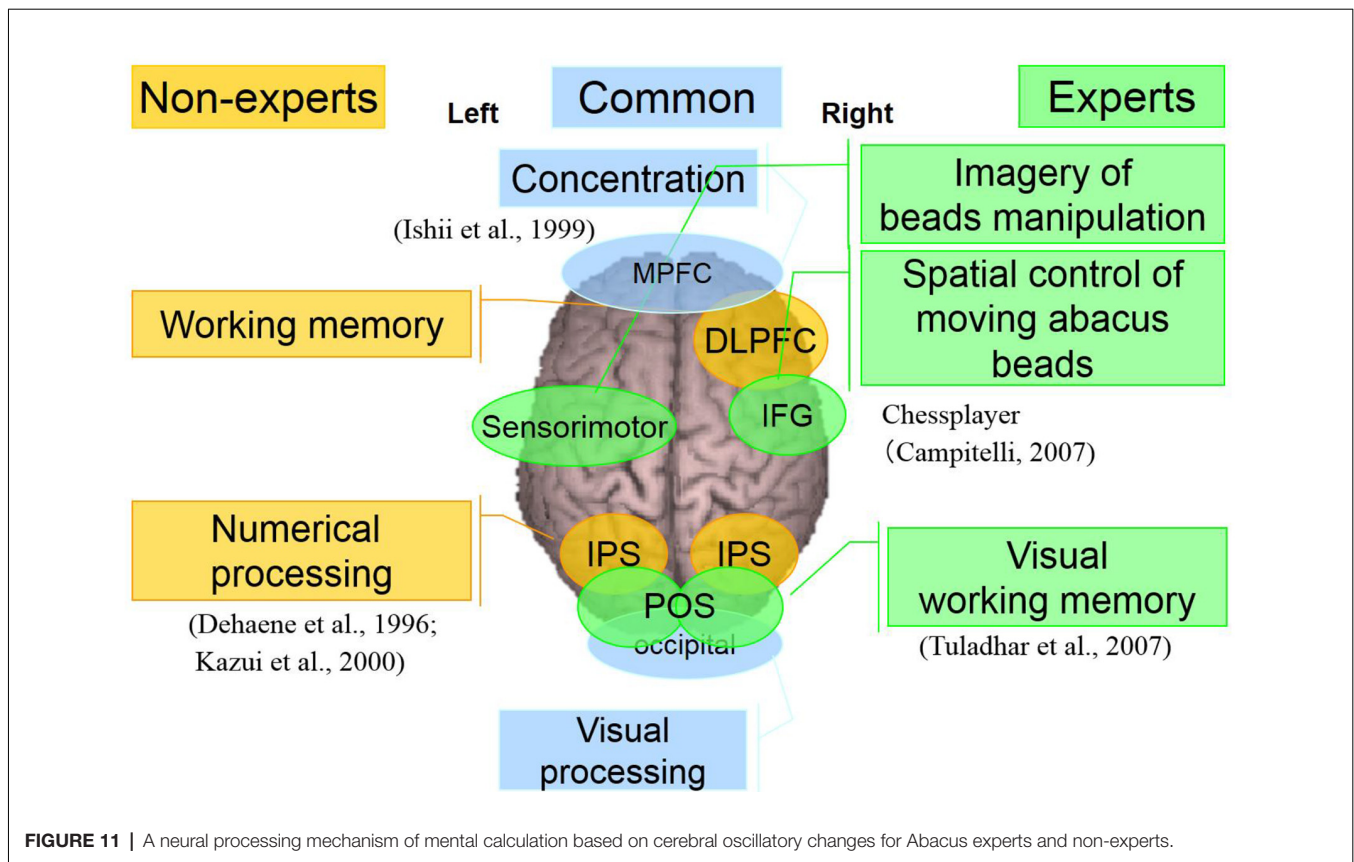 Non-experts
Left
Common
Right
Experts
Concentration
(Ishii et al., 1999)
Imagery of
beads manipulation
MPFC
Spatial control of
moving abacus
beads
Working memory
DLPFC
Sensorimotor
IFG
Chessplayer
（Campitelli, 2007)
Numerical
processing
IPS
IPS
Visual
working memory
POS
(Dehaene et al., 1996;
Kazui et al., 2000)
occipital
(Tuladhar et al., 2007)
Visual
processing
FIGURE 11 | A neural processing mechanism of mental calculation based on cerebral oscillatory changes for Abacus experts and non-experts.